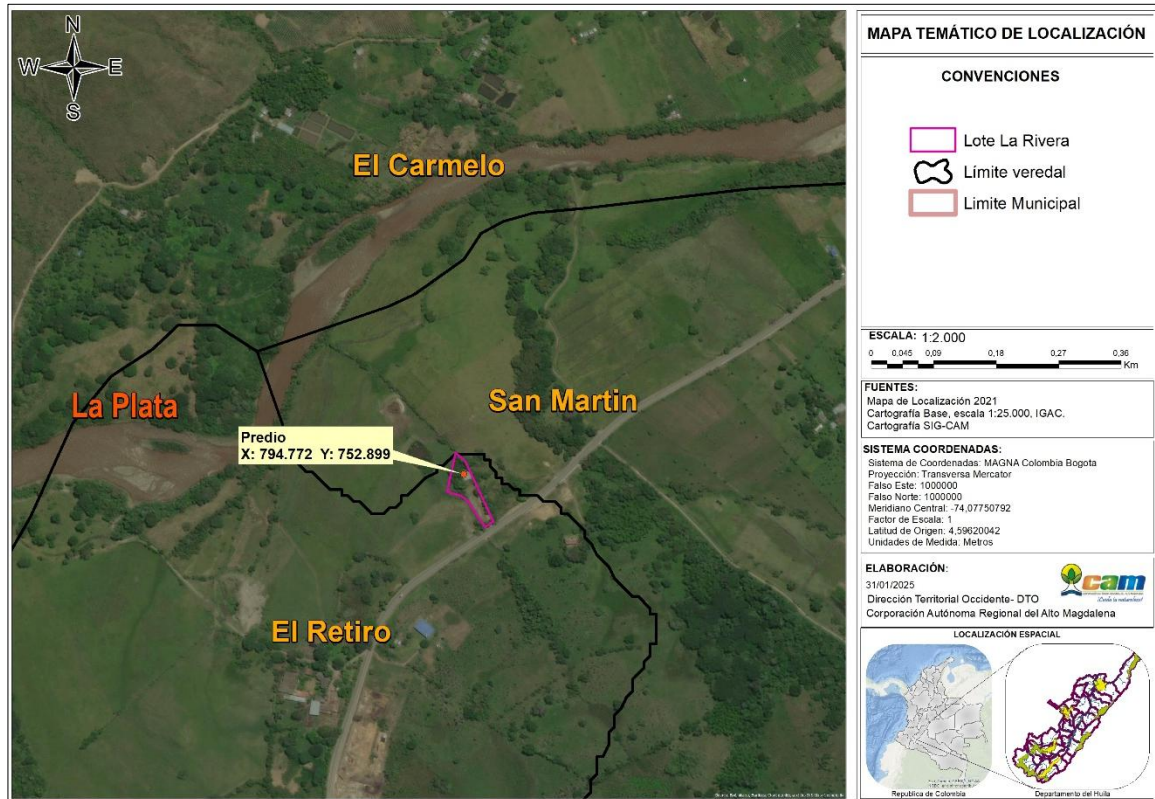 N
W E
S
El Carmelo
La Plata
San Martin
Predio
X: 794.772 Y: 752.899
El Retiro
MAPA TEMÁTICO DE LOCALIZACIÓN
CONVENCIONES
Lote La Rivera
Límite veredal
Limite Municipal
ESCALA: 1:2.000
0 0,045 0,09 0,18 0,27 0,36
Km
FUENTES:
Mapa de Localización 2021
Cartografía Base, escala 1:25.000, IGAC.
Cartografía SIG-CAM
SISTEMA COORDENADAS:
Sistema de Coordenadas: MAGNA Colombia Bogota
Proyección: Transversa Mercator
Falso Este: 1000000
Falso Norte: 1000000
Meridiano Central: -74,07750792
Factor de Escala: 1
Latitud de Origen: 4,59620042
Unidades de Medida: Metros
ELABORACIÓN:
31/01/2025
Dirección Territorial Occidente- DTO
Corporación Autónoma Regional del Alto Magdalena
cam
LOCALIZACIÓN ESPACIAL
Republica de Colombia
Departamento del Huila